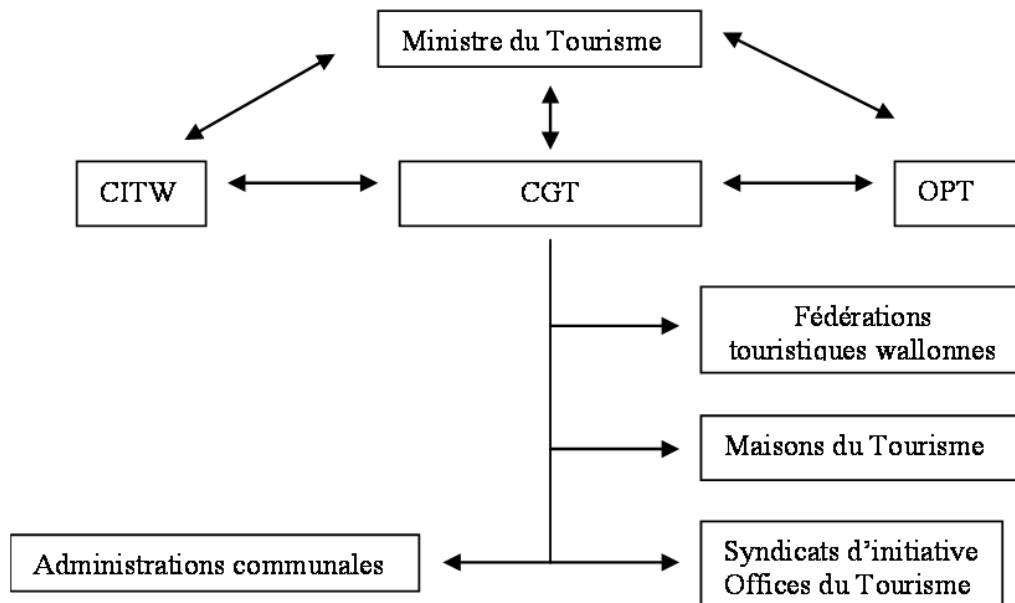 Ministre du Tourisme
CITW
CGT
OPT
Fédérations
touristiques wallonnes
Maisons du Tourisme
Administrations communales
Syndicats d'initiative
Offices du Tourisme